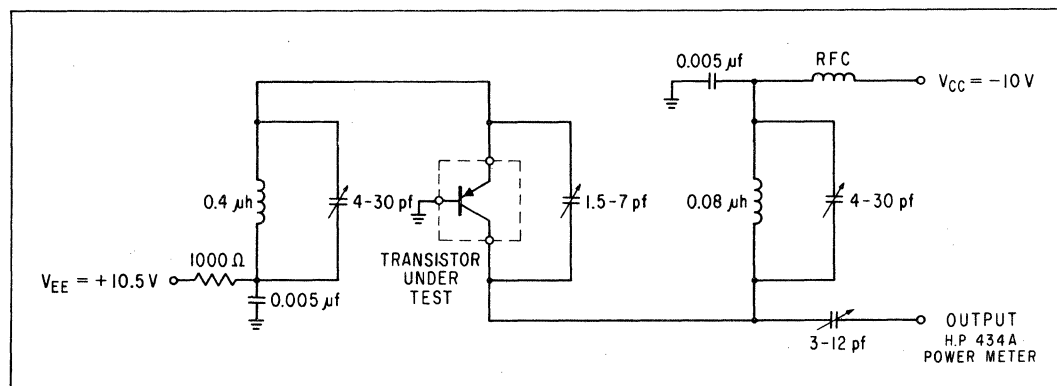 0.005 µf
RFC
V_CC = −10 V
0.4 µh
4–30 pf
1.5–7 pf
0.08 µh
4–30 pf
TRANSISTOR
UNDER
TEST
V_EE = +10.5 V
1000 Ω
0.005 µf
3–12 pf
OUTPUT
H.P 434A
POWER METER